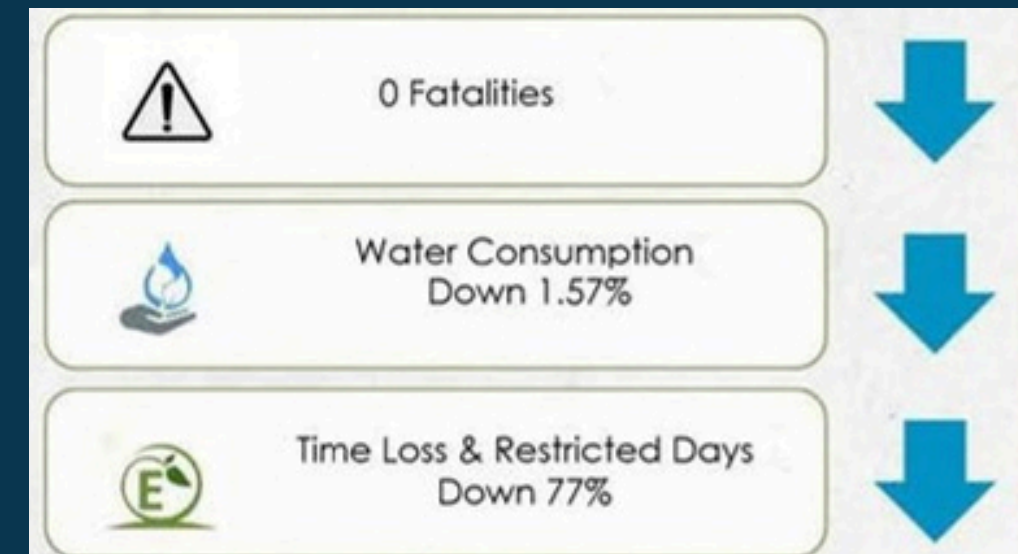 0 Fatalities
Water Consumption
Down 1.57%
Time Loss & Restricted Days
E
Down 77%